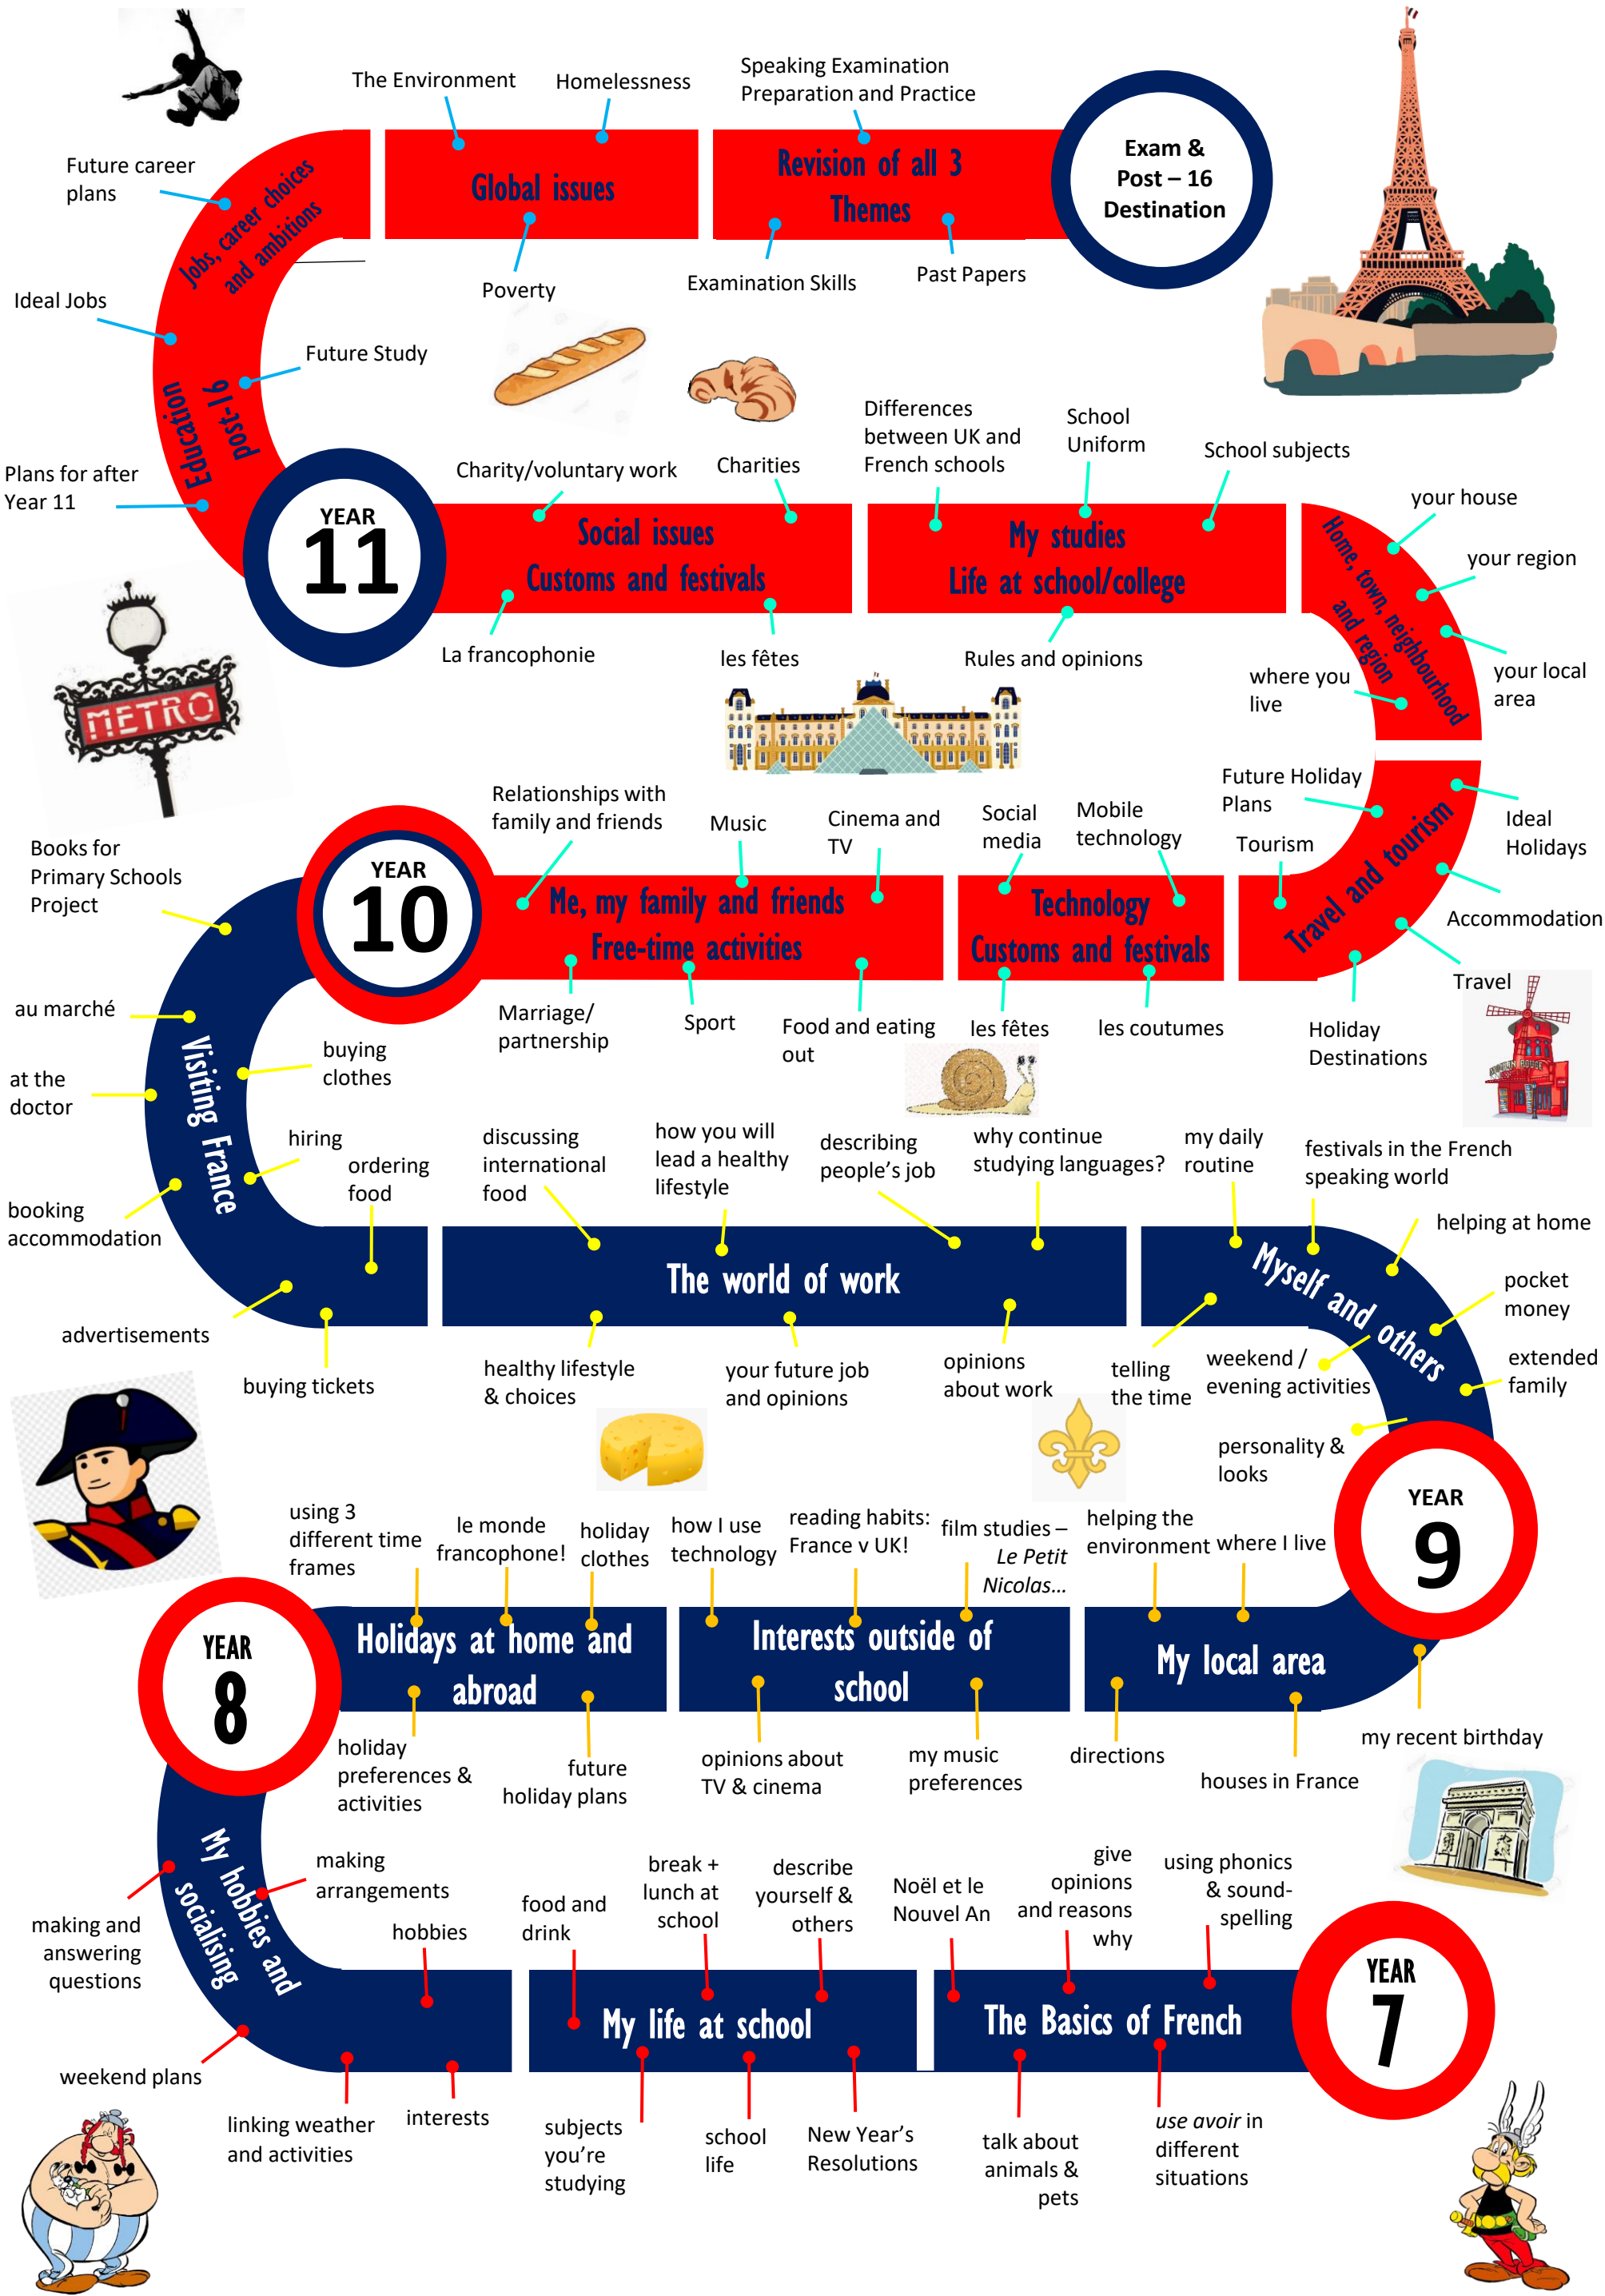 The Environment
Homelessness
Speaking Examination
Preparation and Practice
Exam &
Post – 16
Destination
Revision of all 3
Themes
Global issues
Future career
plans
Jobs, career choices
and ambitions
Poverty
Examination Skills
Past Papers
Ideal Jobs
Future Study
Education
post-16
Plans for after
Year 11
YEAR
11
Charity/voluntary work
Charities
Differences
between UK and
French schools
School
Uniform
School subjects
your house
your region
your local
area
where you
live
Home, town, neighbourhood
and region
My studies
Life at school/college
Social issues
Customs and festivals
La francophonie
les fêtes
Rules and opinions
METRO
Relationships with
family and friends
Music
Cinema and
TV
Social
media
Mobile
technology
Future Holiday
Plans
Tourism
Ideal
Holidays
Accommodation
Travel
Travel and tourism
Holiday
Destinations
MOULIN ROUGE
Technology
Customs and festivals
Me, my family and friends
Free-time activities
YEAR
10
Marriage/
partnership
Sport
Food and eating
out
les fêtes
les coutumes
Books for
Primary Schools
Project
au marché
at the
doctor
booking
accommodation
Visiting France
buying
clothes
hiring
ordering
food
advertisements
buying tickets
discussing
international
food
how you will
lead a healthy
lifestyle
describing
people’s job
why continue
studying languages?
my daily
routine
festivals in the French
speaking world
helping at home
pocket
money
extended
family
The world of work
Myself and others
healthy lifestyle
& choices
your future job
and opinions
opinions
about work
telling
the time
weekend /
evening activities
personality &
looks
YEAR
9
using 3
different time
frames
le monde
francophone!
holiday
clothes
how I use
technology
reading habits:
France v UK!
film studies –
Le Petit
Nicolas…
helping the
environment
where I live
YEAR
8
Holidays at home and
abroad
Interests outside of
school
My local area
holiday
preferences &
activities
future
holiday plans
opinions about
TV & cinema
my music
preferences
directions
houses in France
my recent birthday
My hobbies and
socialising
making
arrangements
hobbies
making and
answering
questions
weekend plans
linking weather
and activities
interests
food and
drink
break +
lunch at
school
describe
yourself &
others
Noël et le
Nouvel An
give
opinions
and reasons
why
using phonics
& sound-
spelling
My life at school
The Basics of French
YEAR
7
subjects
you’re
studying
school
life
New Year’s
Resolutions
talk about
animals &
pets
use avoir in
different
situations